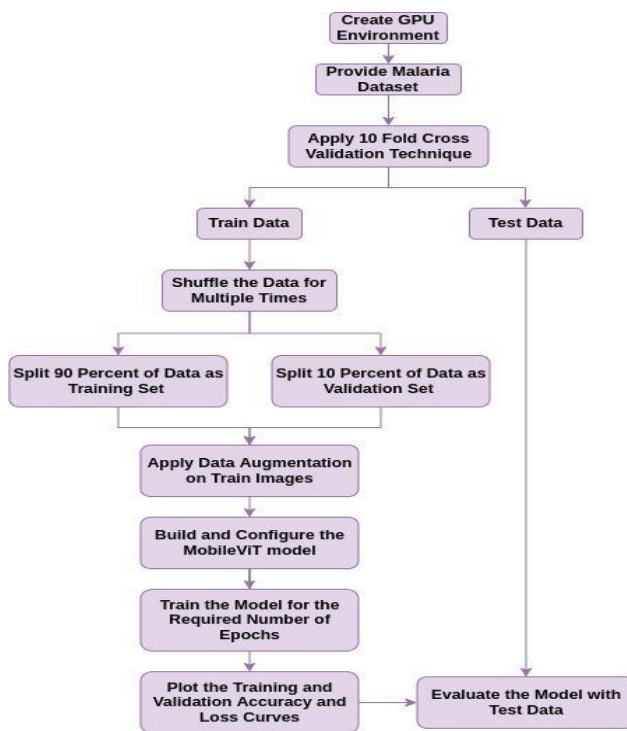 Create GPU
Environment
Provide Malaria
Dataset
Apply 10 Fold Cross
Validation Technique
Train Data
Test Data
Shuffle the Data for
Multiple Times
Split 90 Percent of Data as
Training Set
Split 10 Percent of Data as
Validation Set
Apply Data Augmentation
on Train Images
Build and Configure the
MobileViT model
Train the Model for the
Required Number of
Epochs
Plot the Training and
Validation Accuracy and
Loss Curves
Evaluate the Model with
Test Data